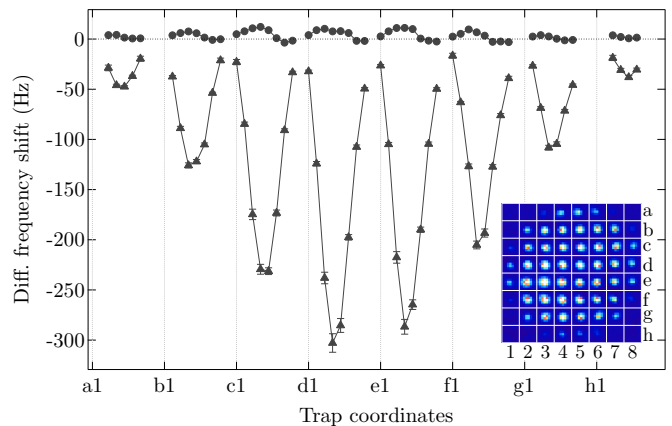 0
-50
-100
-150
-200
-250
-300
Diff. frequency shift (Hz)
a
b
c
d
e
f
g
h
1 2 3 4 5 6 7 8
a1 b1 c1 d1 e1 f1 g1 h1
Trap coordinates